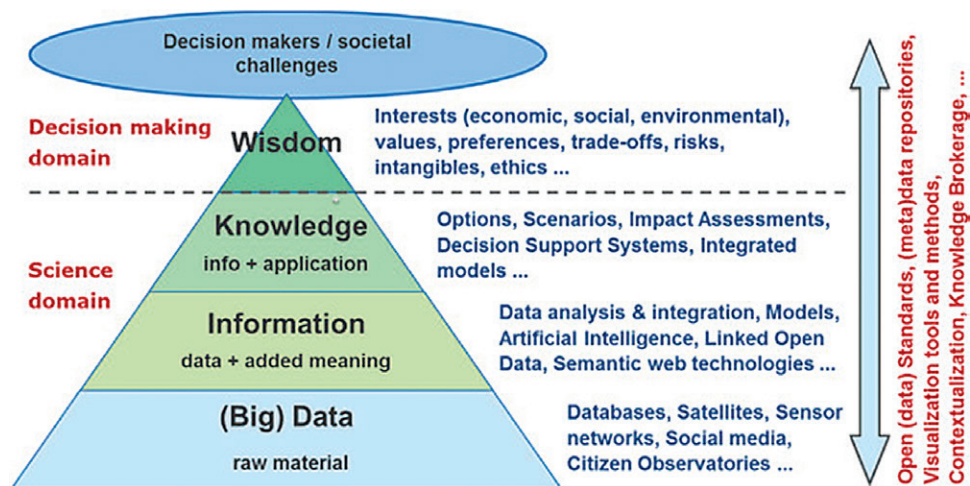 Decision makers / societal
challenges
Decision making
domain
Wisdom
Interests (economic, social, environmental),
values, preferences, trade-offs, risks,
intangibles, ethics ...
Science
domain
Knowledge
info + application
Options, Scenarios, Impact Assessments,
Decision Support Systems, Integrated
models ...
Information
data + added meaning
Data analysis & integration, Models,
Artificial Intelligence, Linked Open
Data, Semantic web technologies ...
(Big) Data
raw material
Databases, Satellites, Sensor
networks, Social media,
Citizen Observatories ...
Open (data) Standards, (meta)data repositories,
Visualization tools and methods,
Contextualization, Knowledge Brokerage, ...